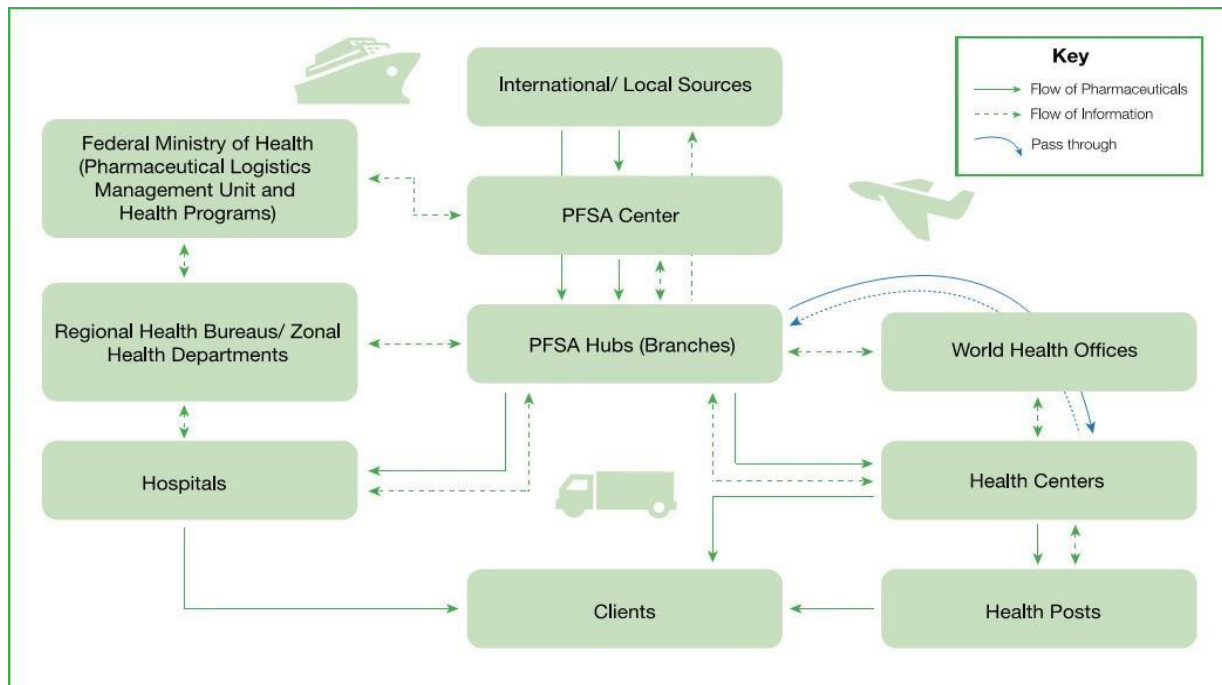 International/ Local Sources
Key
Flow of Pharmaceuticals
Flow of Information
Pass through
Federal Ministry of Health
(Pharmaceutical Logistics
Management Unit and
Health Programs)
PFSA Center
Regional Health Bureaus/ Zonal
Health Departments
PFSA Hubs (Branches)
World Health Offices
Hospitals
Health Centers
Clients
Health Posts